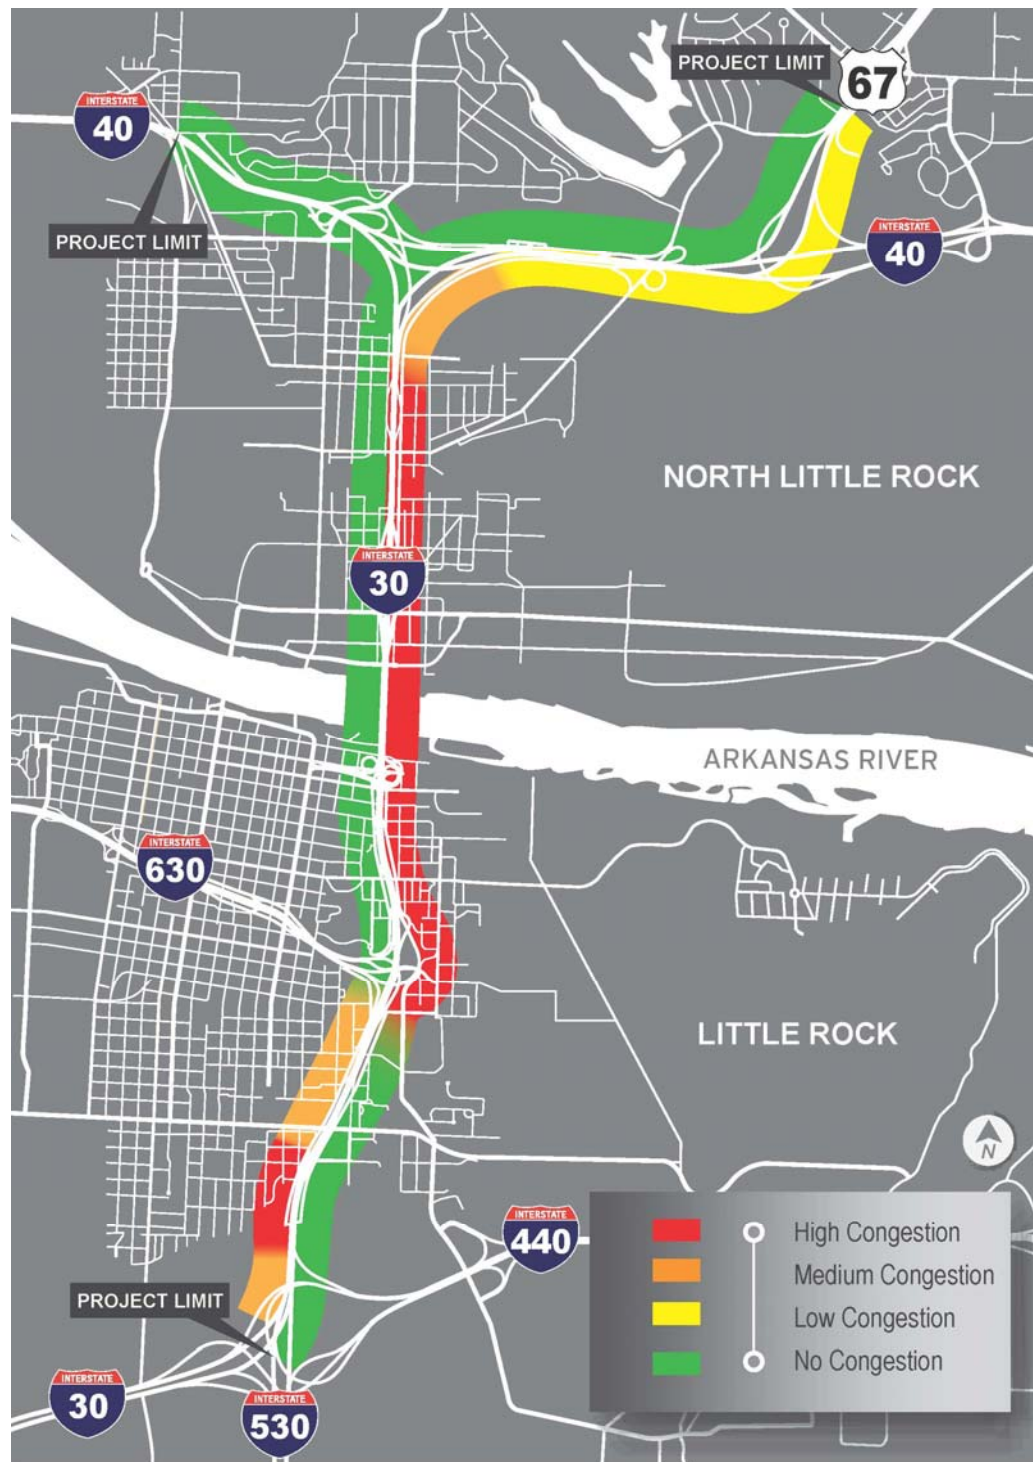 PROJECT LIMIT
67
INTERSTATE
40
PROJECT LIMIT
INTERSTATE
40
NORTH LITTLE ROCK
INTERSTATE
30
ARKANSAS RIVER
INTERSTATE
630
LITTLE ROCK
N
INTERSTATE
440
High Congestion
Medium Congestion
Low Congestion
No Congestion
PROJECT LIMIT
INTERSTATE
30
INTERSTATE
530